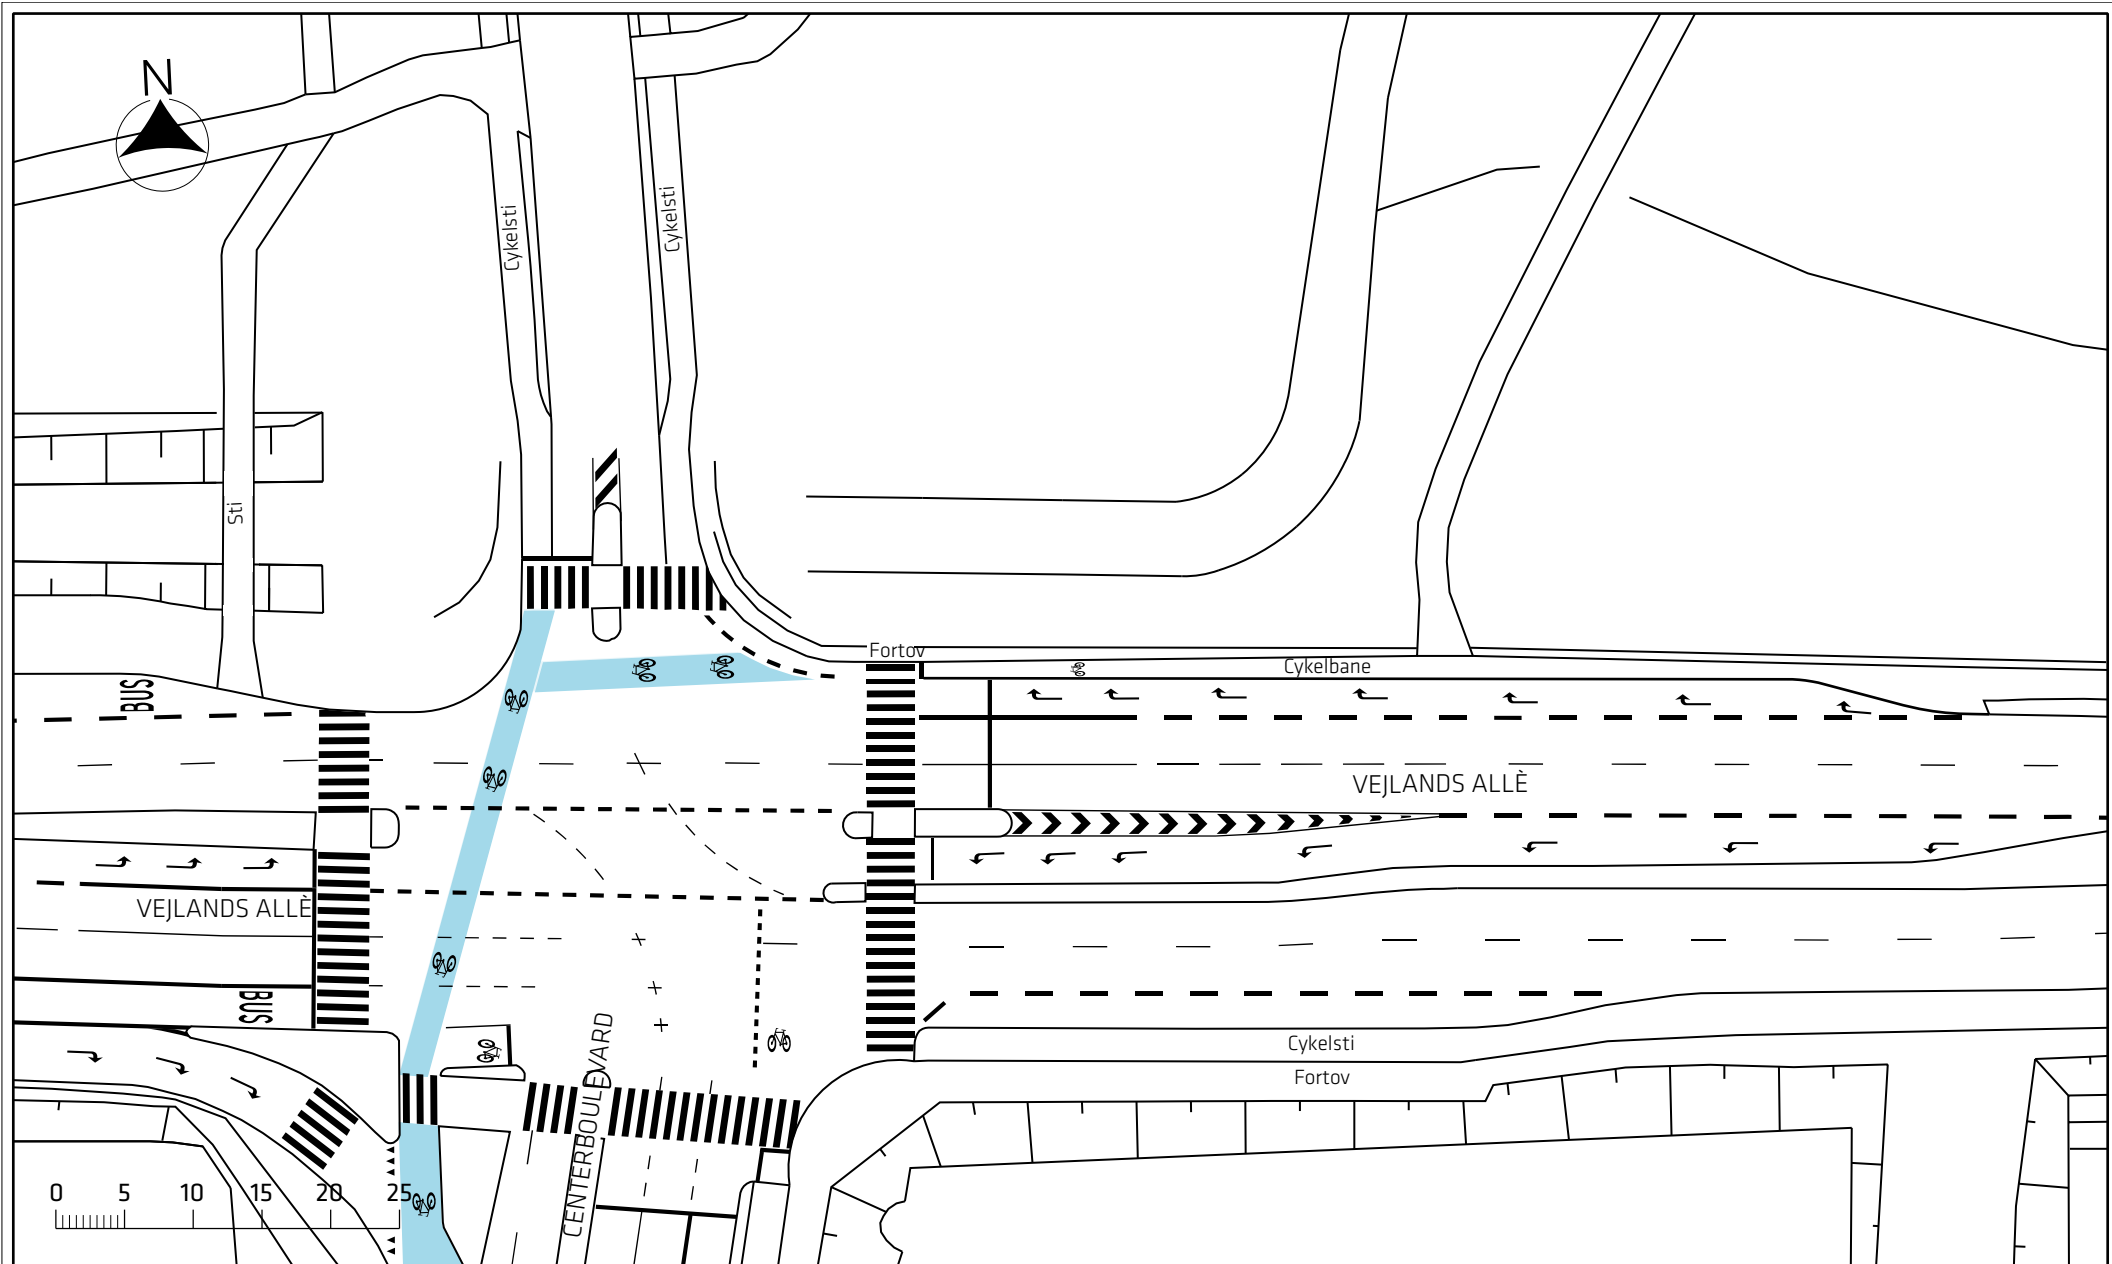 N
Cykelsti
Cykelsti
Sti
Fortov
Cykelbane
BUS
VEJLANDS ALLÈ
VEJLANDS ALLÈ
BUS
Cykelsti
Fortov
CENTERBOULEVARD
0 5 10 15 20 25